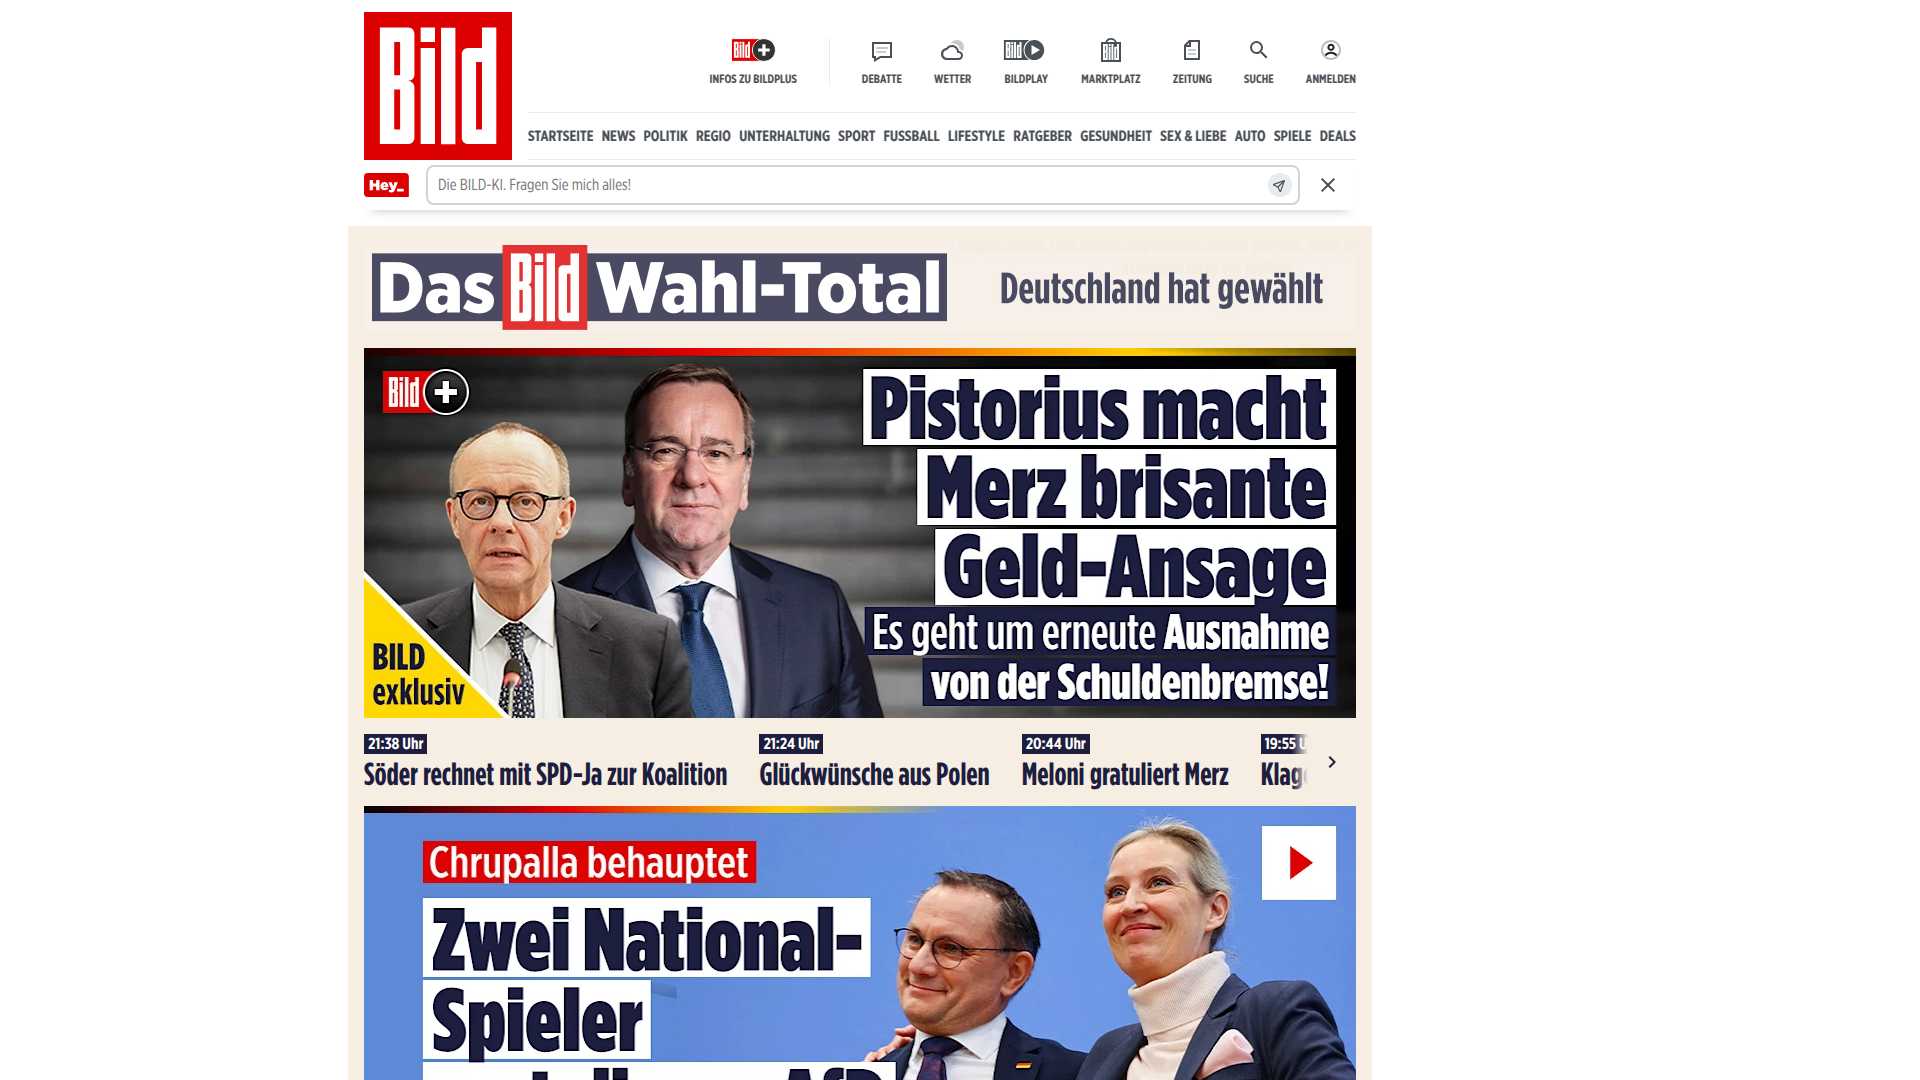 Bild
INFOS ZU BILDPLUS
DEBATTE
WETTER
BILDPLAY
MARKTPLATZ
ZEITUNG
SUCHE
ANMELDEN
STARTSEITE NEWS POLITIK REGIO UNTERHALTUNG SPORT FUSSBALL LIFESTYLE RATGEBER GESUNDHEIT SEX & LIEBE AUTO SPIELE DEALS
Hey_
Die BILD-KI. Fragen Sie mich alles!
Das Bild Wahl-Total
Deutschland hat gewählt
Bild+
Pistorius macht
Merz brisante
Geld-Ansage
Es geht um erneute Ausnahme
von der Schuldenbremse!
BILD
exklusiv
21:38 Uhr
Söder rechnet mit SPD-Ja zur Koalition
21:24 Uhr
Glückwünsche aus Polen
20:44 Uhr
Meloni gratuliert Merz
19:55
Chrupalla behauptet
Zwei National-
Spieler